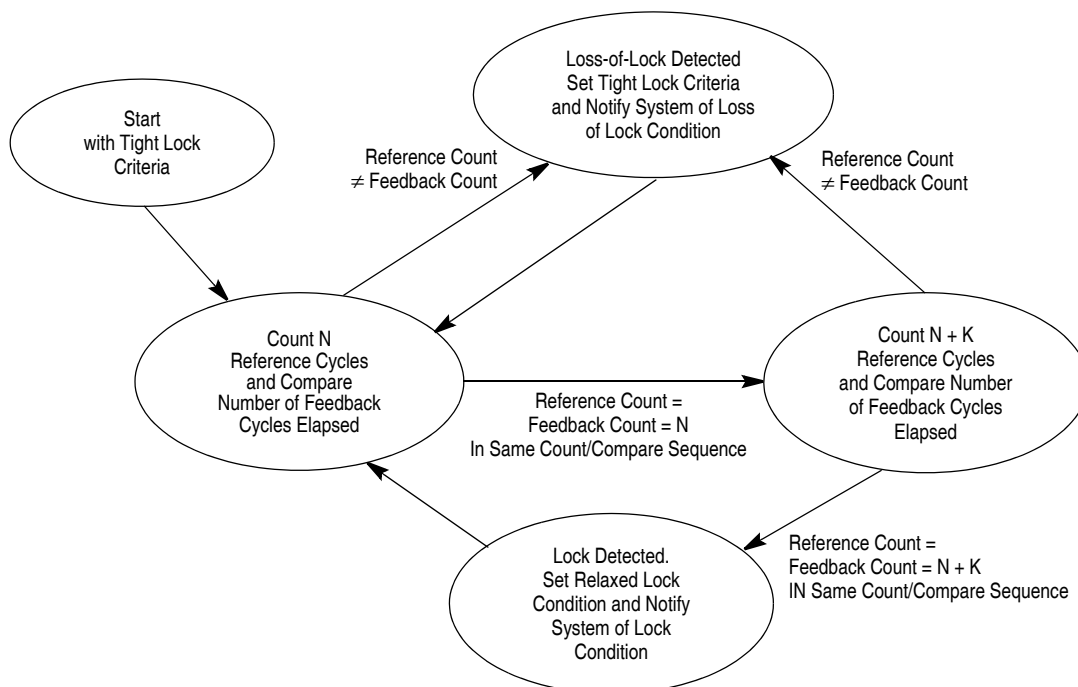 Start
with Tight Lock
Criteria
Loss-of-Lock Detected
Set Tight Lock Criteria
and Notify System of Loss
of Lock Condition
Reference Count
≠ Feedback Count
Reference Count
≠ Feedback Count
Count N
Reference Cycles
and Compare
Number of Feedback
Cycles Elapsed
Reference Count =
Feedback Count = N
In Same Count/Compare Sequence
Count N + K
Reference Cycles
and Compare Number
of Feedback Cycles
Elapsed
Reference Count =
Feedback Count = N + K
IN Same Count/Compare Sequence
Lock Detected.
Set Relaxed Lock
Condition and Notify
System of Lock
Condition